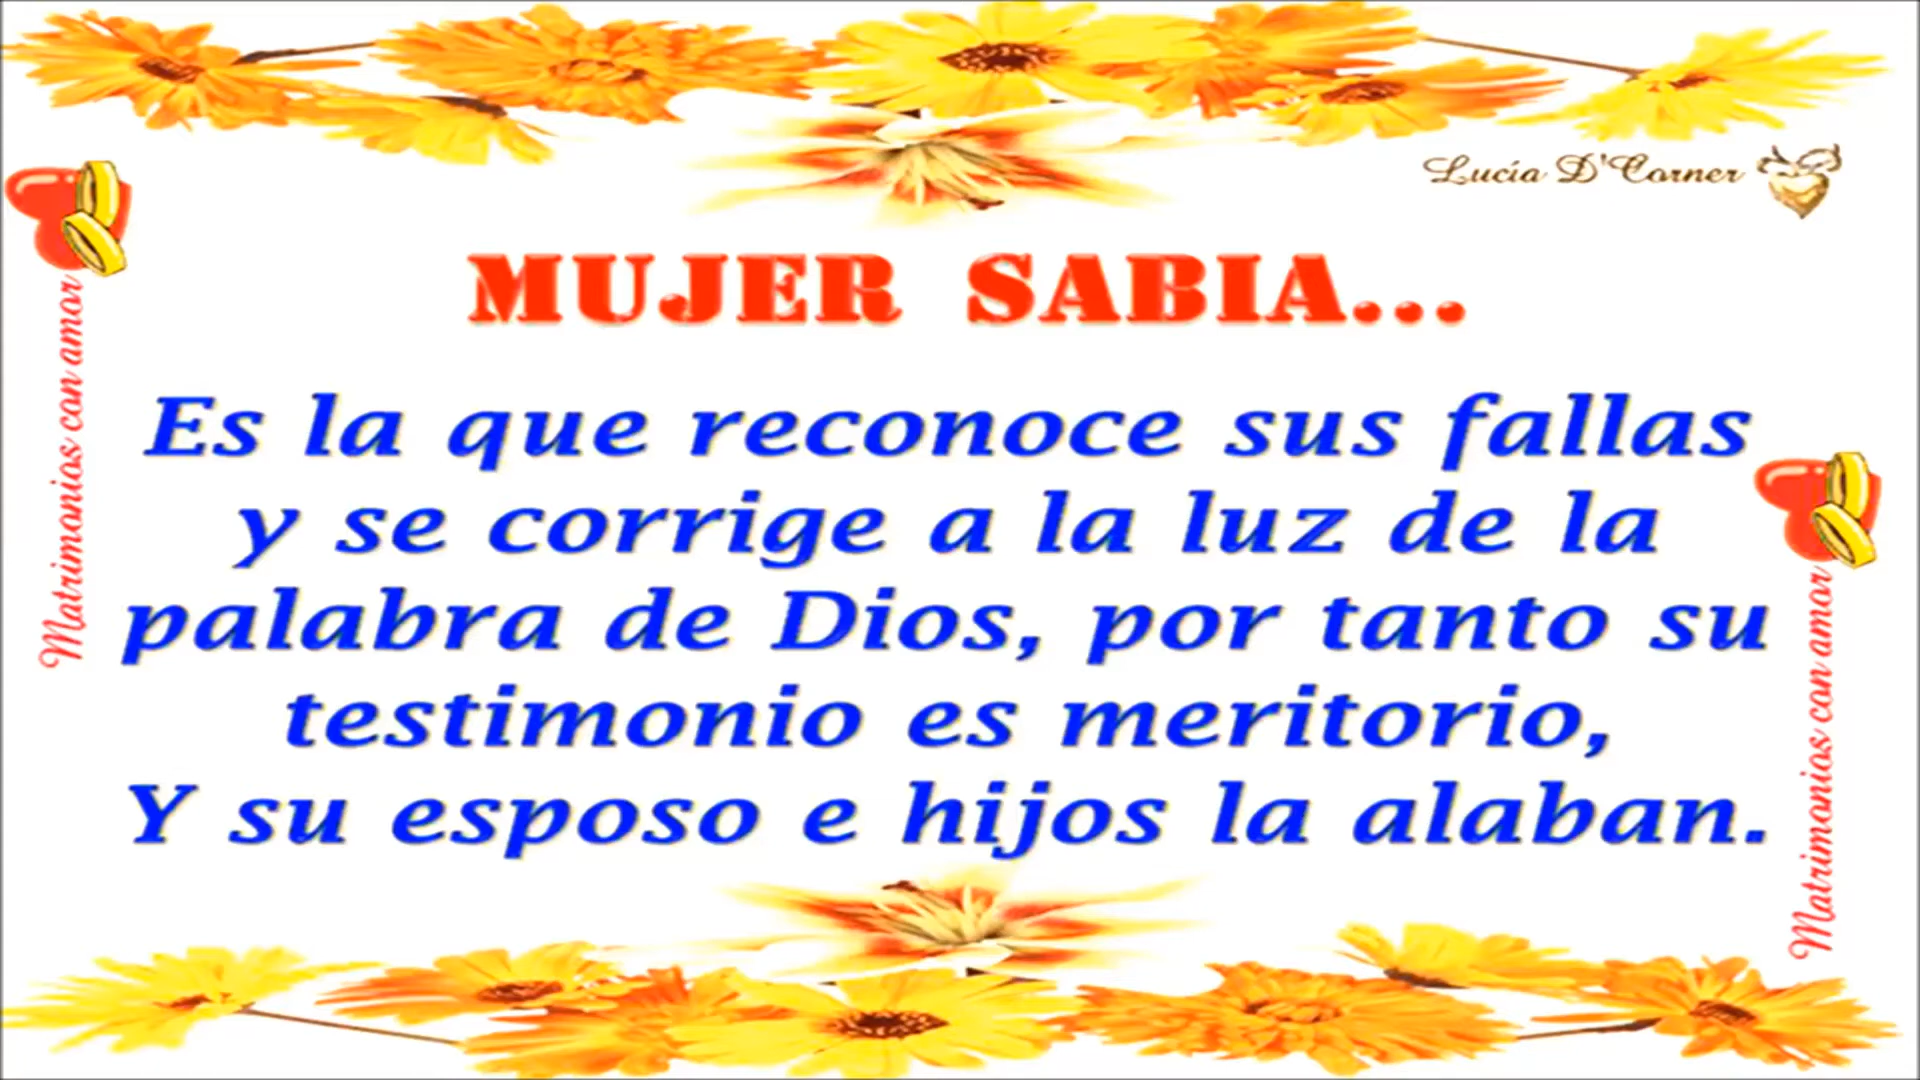 Lucía D'Corner
MUJER SABIA...
Es la que reconoce sus fallas
y se corrige a la luz de la
palabra de Dios, por tanto su
testimonio es meritorio,
Y su esposo e hijos la alaban.
Matrimonios con amor
Matrimonios con amor